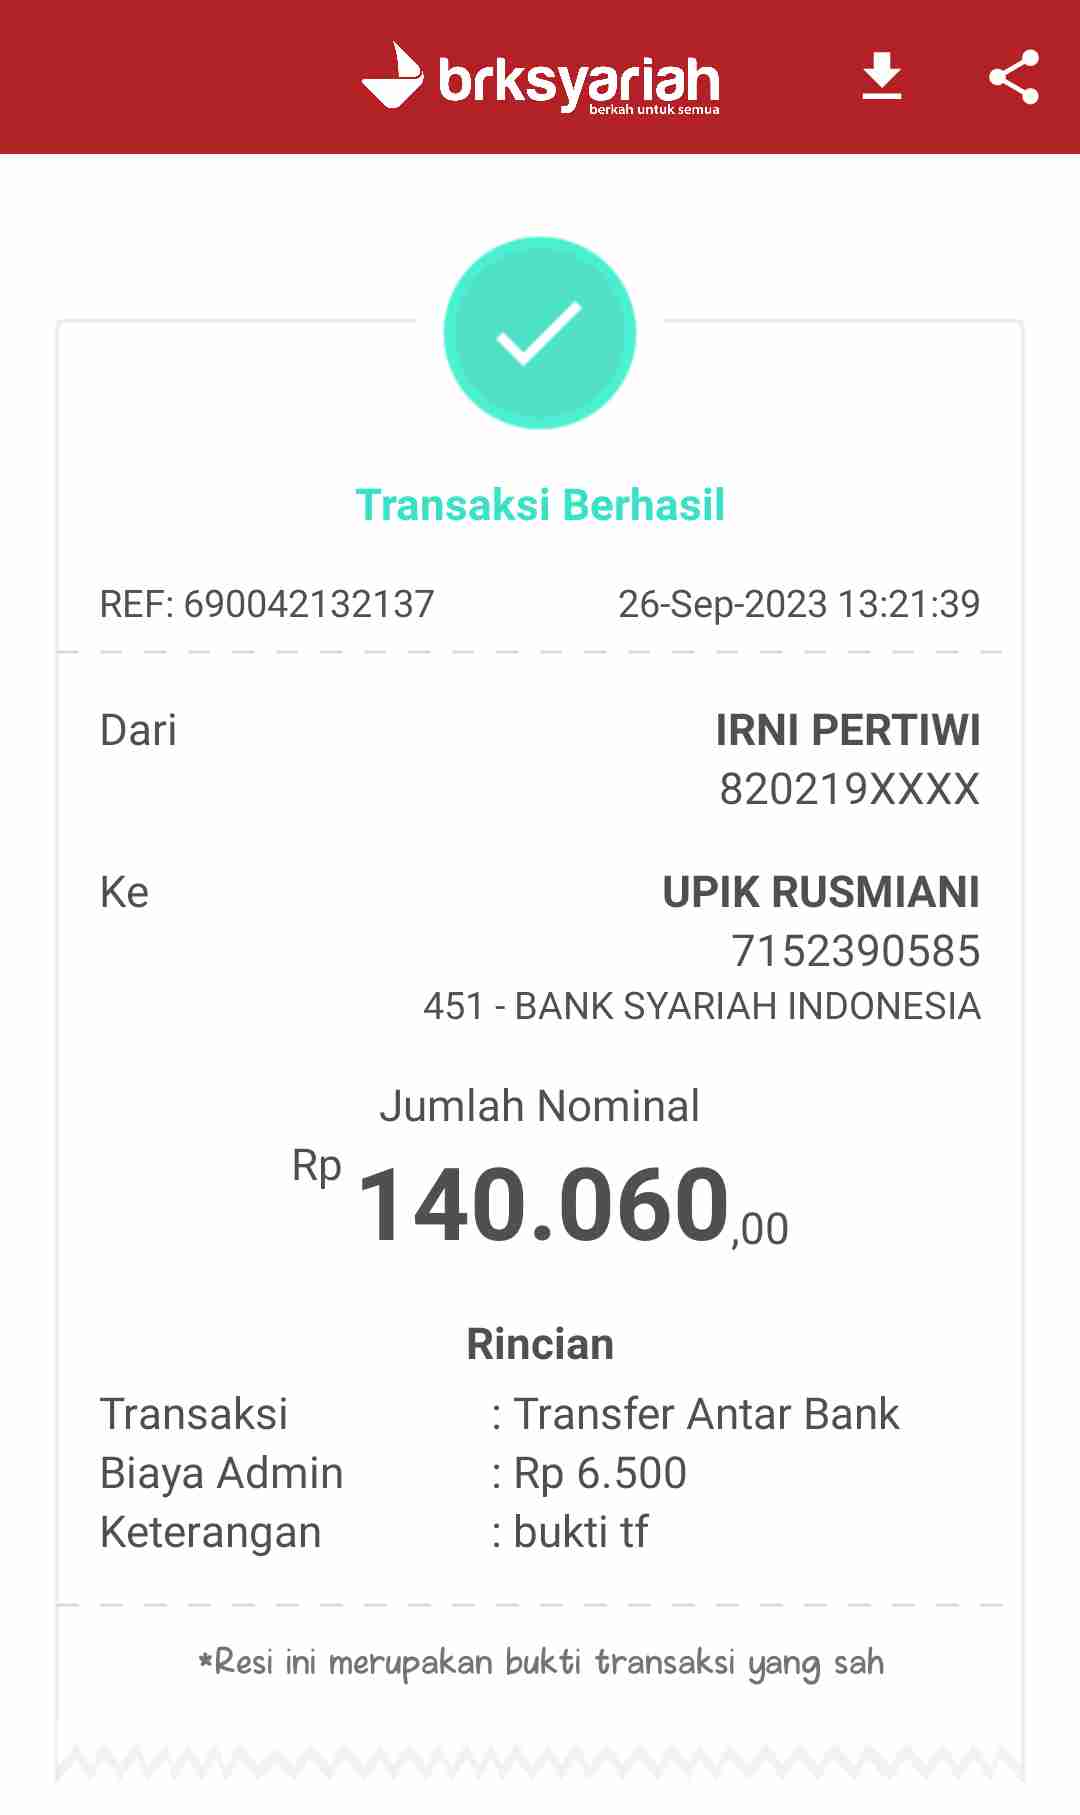 brksyariah
berkah untuk semua
Transaksi Berhasil
REF: 690042132137 26-Sep-2023 13:21:39
Dari IRNI PERTIWI
820219XXXX
Ke UPIK RUSMIANI
7152390585
451 - BANK SYARIAH INDONESIA
Jumlah Nominal
Rp 140.060,00
Rincian
Transaksi : Transfer Antar Bank
Biaya Admin : Rp 6.500
Keterangan : bukti tf
*Resi ini merupakan bukti transaksi yang sah